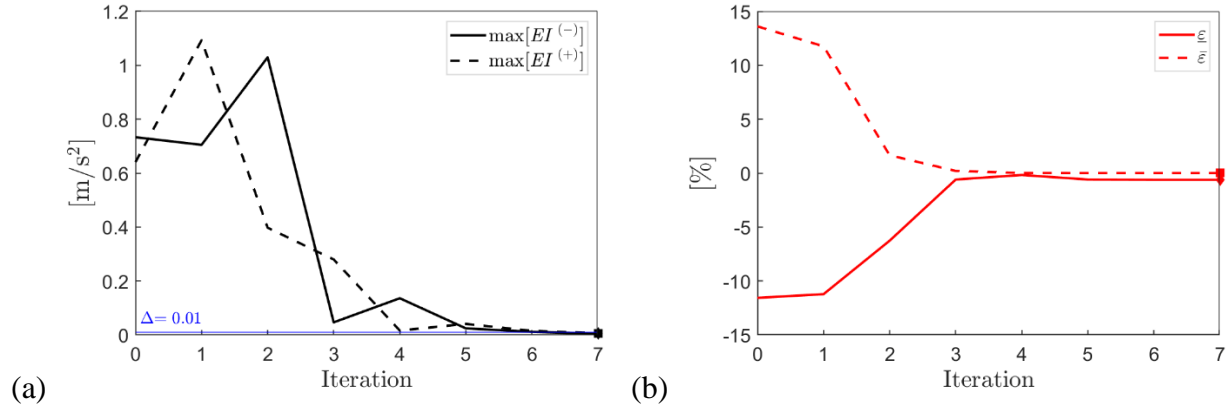 1.2
1
0.8
0.6
0.4
0.2
0
[m/s²]
max[EI ⁽⁻⁾]
max[EI ⁽⁺⁾]
Δ= 0.01
0 1 2 3 4 5 6 7
Iteration
(a)
15
10
5
0
-5
-10
-15
[%]
ε̲
ε̄
0 1 2 3 4 5 6 7
Iteration
(b)